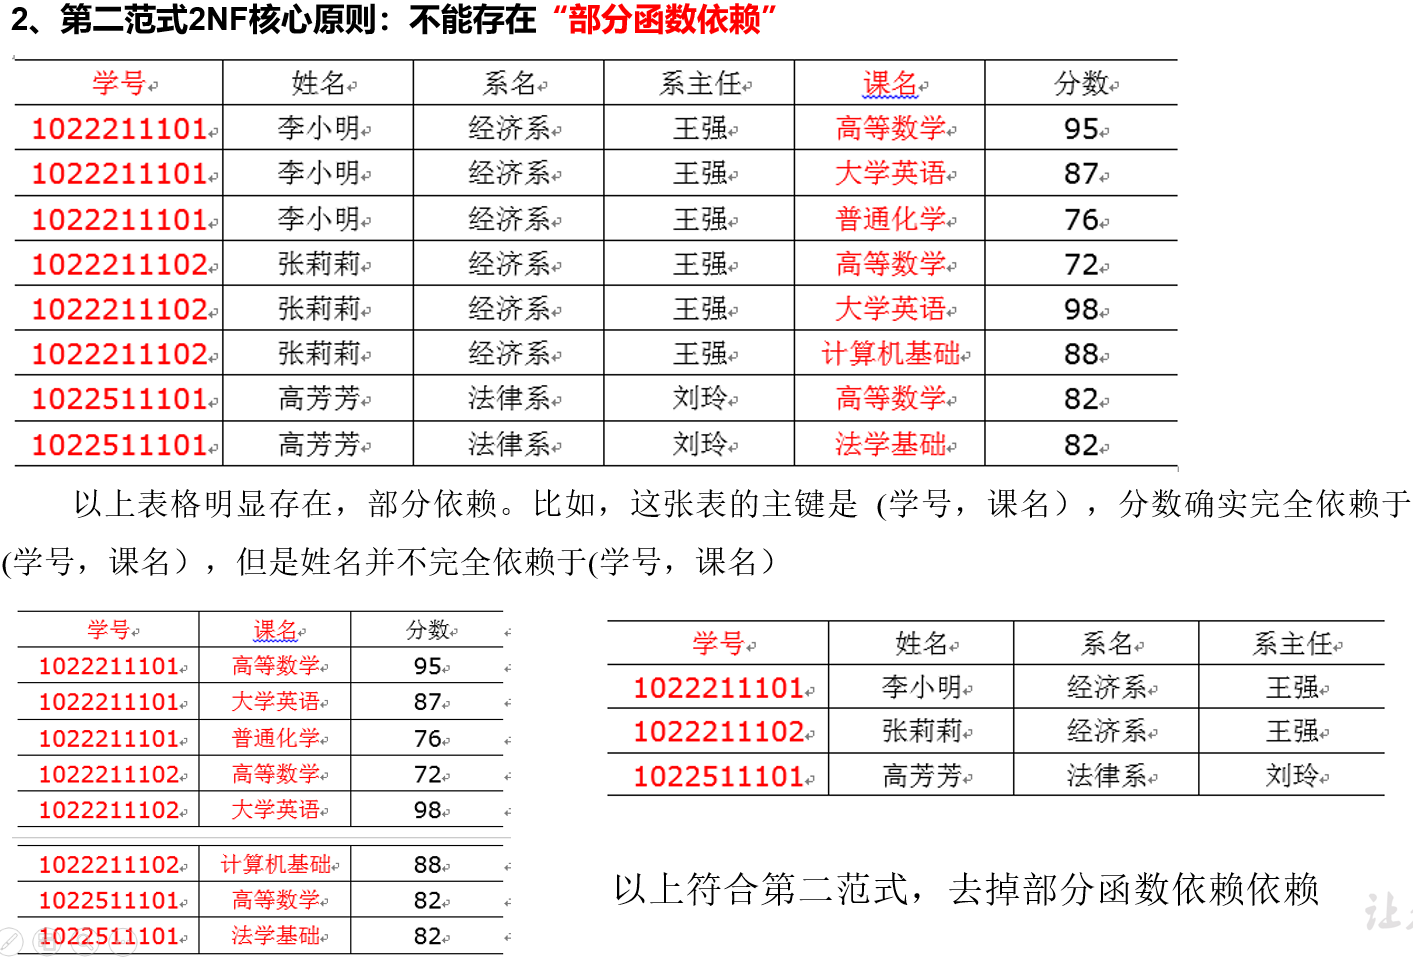 2、第二范式2NF核心原则：不能存在“部分函数依赖”
学号 姓名 系名 系主任 课名 分数
1022211101 李小明 经济系 王强 高等数学 95
1022211101 李小明 经济系 王强 大学英语 87
1022211101 李小明 经济系 王强 普通化学 76
1022211102 张莉莉 经济系 王强 高等数学 72
1022211102 张莉莉 经济系 王强 大学英语 98
1022211102 张莉莉 经济系 王强 计算机基础 88
1022511101 高芳芳 法律系 刘玲 高等数学 82
1022511101 高芳芳 法律系 刘玲 法学基础 82
以上表格明显存在，部分依赖。比如，这张表的主键是 (学号，课名），分数确实完全依赖于
(学号，课名），但是姓名并不完全依赖于(学号，课名）
学号 课名 分数
1022211101 高等数学 95
1022211101 大学英语 87
1022211101 普通化学 76
1022211102 高等数学 72
1022211102 大学英语 98
1022211102 计算机基础 88
1022511101 高等数学 82
1022511101 法学基础 82
学号 姓名 系名 系主任
1022211101 李小明 经济系 王强
1022211102 张莉莉 经济系 王强
1022511101 高芳芳 法律系 刘玲
以上符合第二范式，去掉部分函数依赖依赖
让